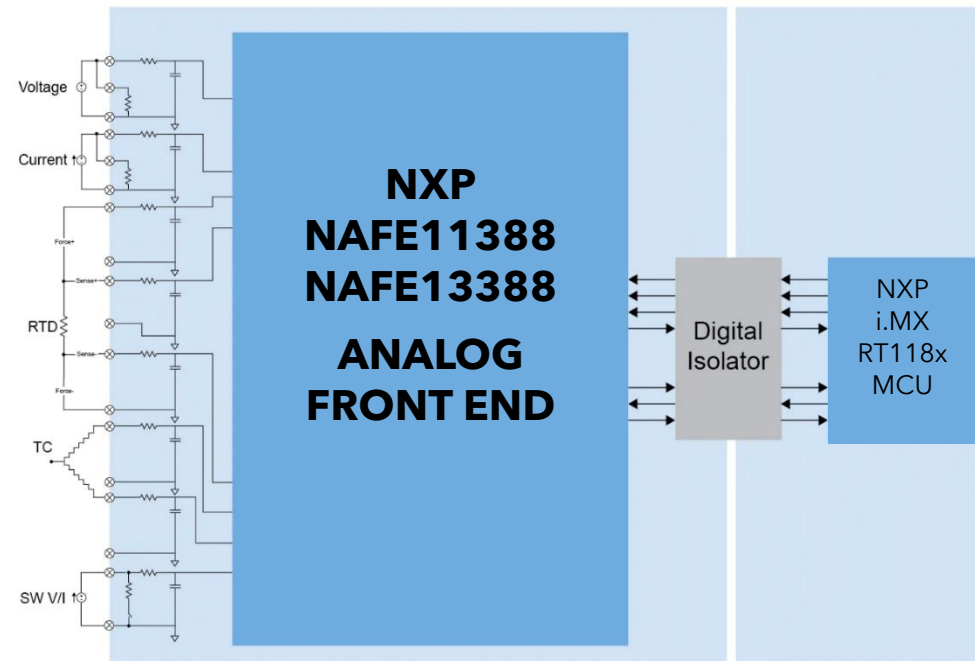 Voltage
Current
Force+
Sense+
RTD
Sense-
Force-
TC
SW V/I
NXP
NAFE11388
NAFE13388
ANALOG
FRONT END
Digital
Isolator
NXP
i.MX
RT118x
MCU